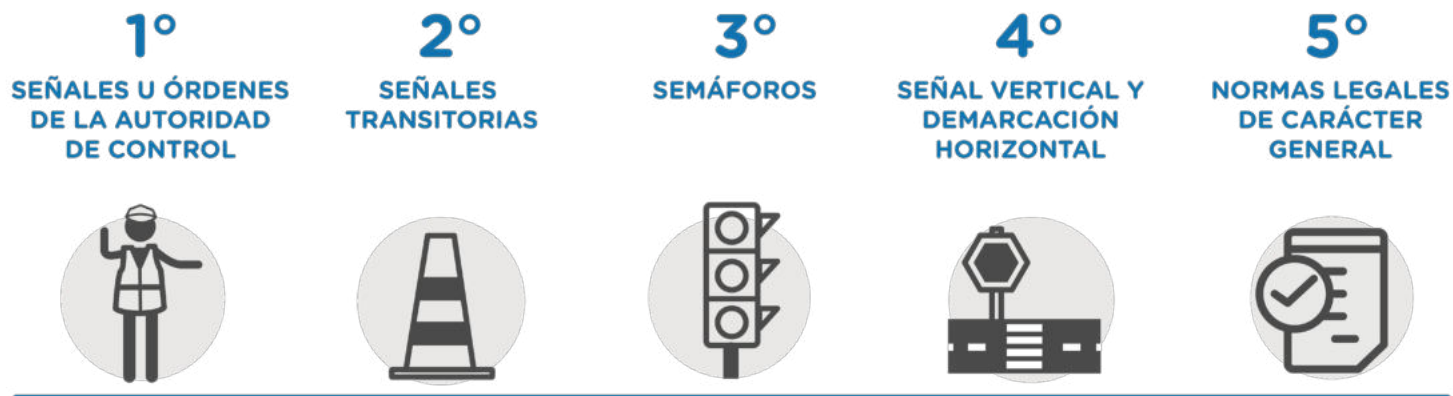 1°
SEÑALES U ÓRDENES
DE LA AUTORIDAD
DE CONTROL
2°
SEÑALES
TRANSITORIAS
3°
SEMÁFOROS
4°
SEÑAL VERTICAL Y
DEMARCACIÓN
HORIZONTAL
5°
NORMAS LEGALES
DE CARÁCTER
GENERAL